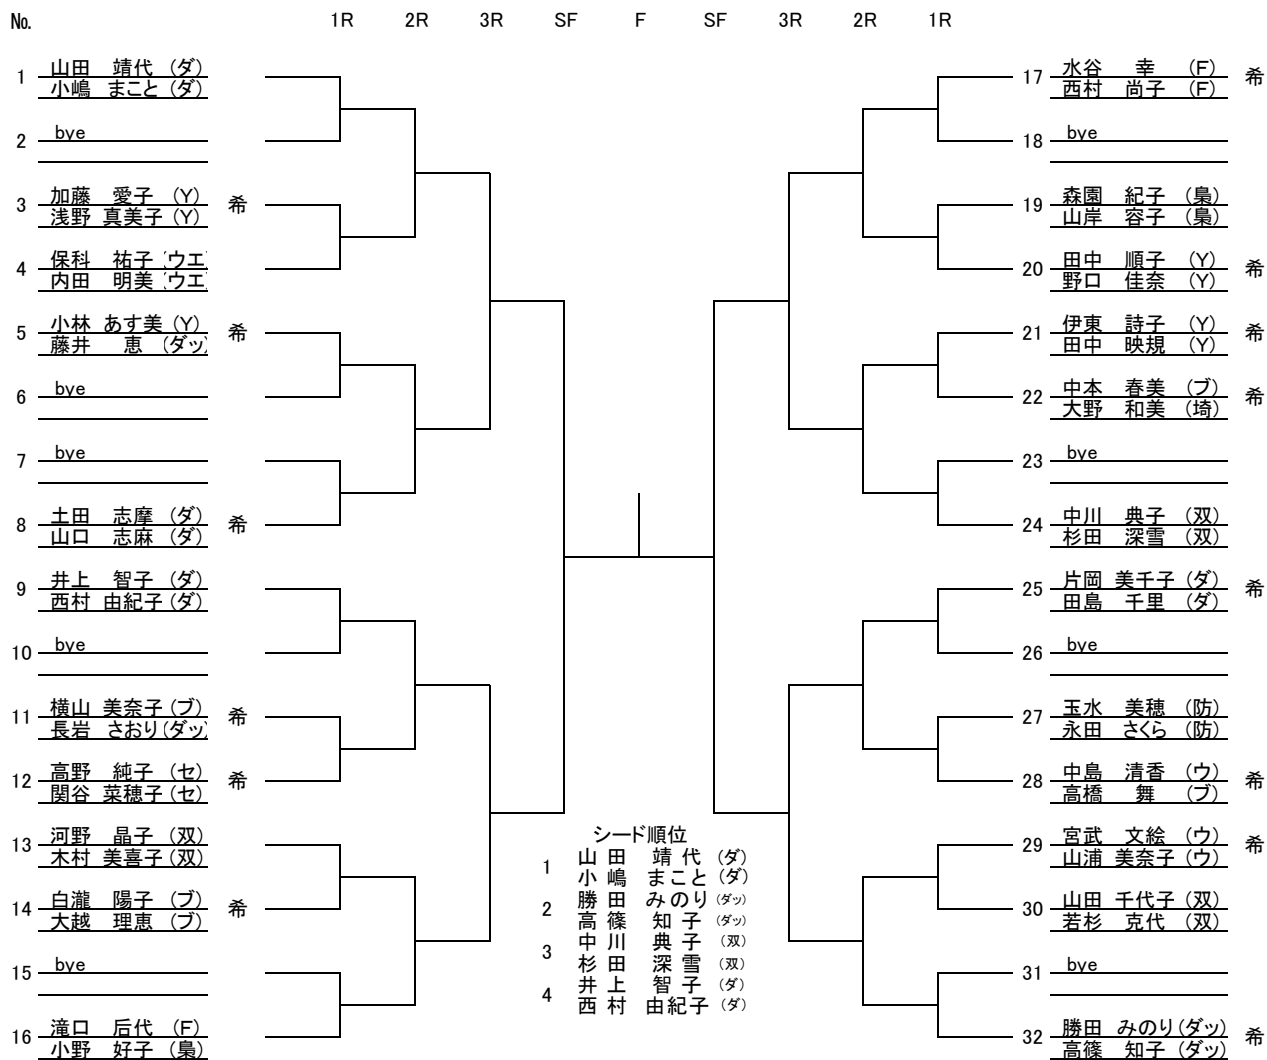 No. 1R 2R 3R SF F SF 3R 2R 1R
1 山田 靖代 (ダ)
小嶋 まこと (ダ)
2 bye
3 加藤 愛子 (Y) 希
浅野 真美子 (Y)
4 保科 祐子 (ウエ
内田 明美 (ウエ
5 小林 あす美 (Y) 希
藤井 恵 (ダッ)
6 bye
7 bye
8 土田 志摩 (ダ) 希
山口 志麻 (ダ)
9 井上 智子 (ダ)
西村 由紀子 (ダ)
10 bye
11 横山 美奈子 (ブ) 希
長岩 さおり (ダッ)
12 高野 純子 (セ) 希
関谷 菜穂子 (セ)
13 河野 晶子 (双)
木村 美喜子 (双)
14 白瀧 陽子 (ブ) 希
大越 理恵 (ブ)
15 bye
16 滝口 后代 (F)
小野 好子 (梟)
17 水谷 幸 (F) 希
西村 尚子 (F)
18 bye
19 森園 紀子 (梟)
山岸 容子 (梟)
20 田中 順子 (Y) 希
野口 佳奈 (Y)
21 伊東 詩子 (Y) 希
田中 映規 (Y)
22 中本 春美 (ブ) 希
大野 和美 (埼)
23 bye
24 中川 典子 (双)
杉田 深雪 (双)
25 片岡 美千子 (ダ) 希
田島 千里 (ダ)
26 bye
27 玉水 美穂 (防)
永田 さくら (防)
28 中島 清香 (ウ) 希
高橋 舞 (ブ)
29 宮武 文絵 (ウ) 希
山浦 美奈子 (ウ)
30 山田 千代子 (双)
若杉 克代 (双)
31 bye
32 勝田 みのり (ダッ) 希
高篠 知子 (ダッ)
シード順位
1 山田 靖代 (ダ)
小嶋 まこと (ダ)
2 勝田 みのり (ダッ)
高篠 知子 (ダッ)
3 中川 典子 (双)
杉田 深雪 (双)
4 井上 智子 (ダ)
西村 由紀子 (ダ)